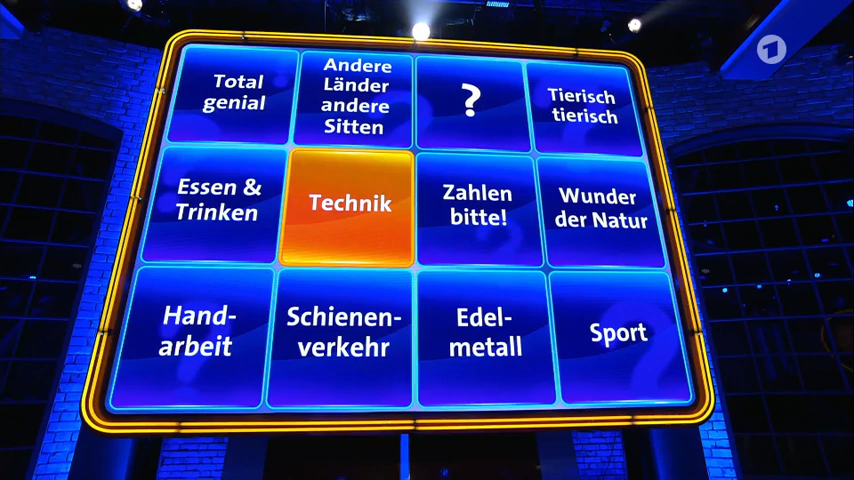 Total
genial
Andere
Länder
andere
Sitten
?
Tierisch
tierisch
Essen &
Trinken
Technik
Zahlen
bitte!
Wunder
der Natur
Hand-
arbeit
Schienen-
verkehr
Edel-
metall
Sport
1